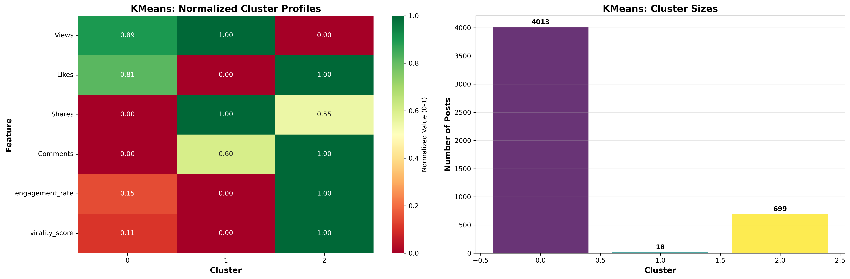 KMeans: Normalized Cluster Profiles
Feature
Views 0.89 1.00 0.00
Likes 0.81 0.00 1.00
Shares 0.00 1.00 0.55
Comments 0.00 0.60 1.00
engagement_rate 0.15 0.00 1.00
virality_score 0.11 0.00 1.00
0 1 2
Cluster
1.0
0.8
0.6
0.4
0.2
0.0
Normalized Value (0-1)
KMeans: Cluster Sizes
Number of Posts
4000
3500
3000
2500
2000
1500
1000
500
0
4013
18
699
−0.5 0.0 0.5 1.0 1.5 2.0 2.5
Cluster